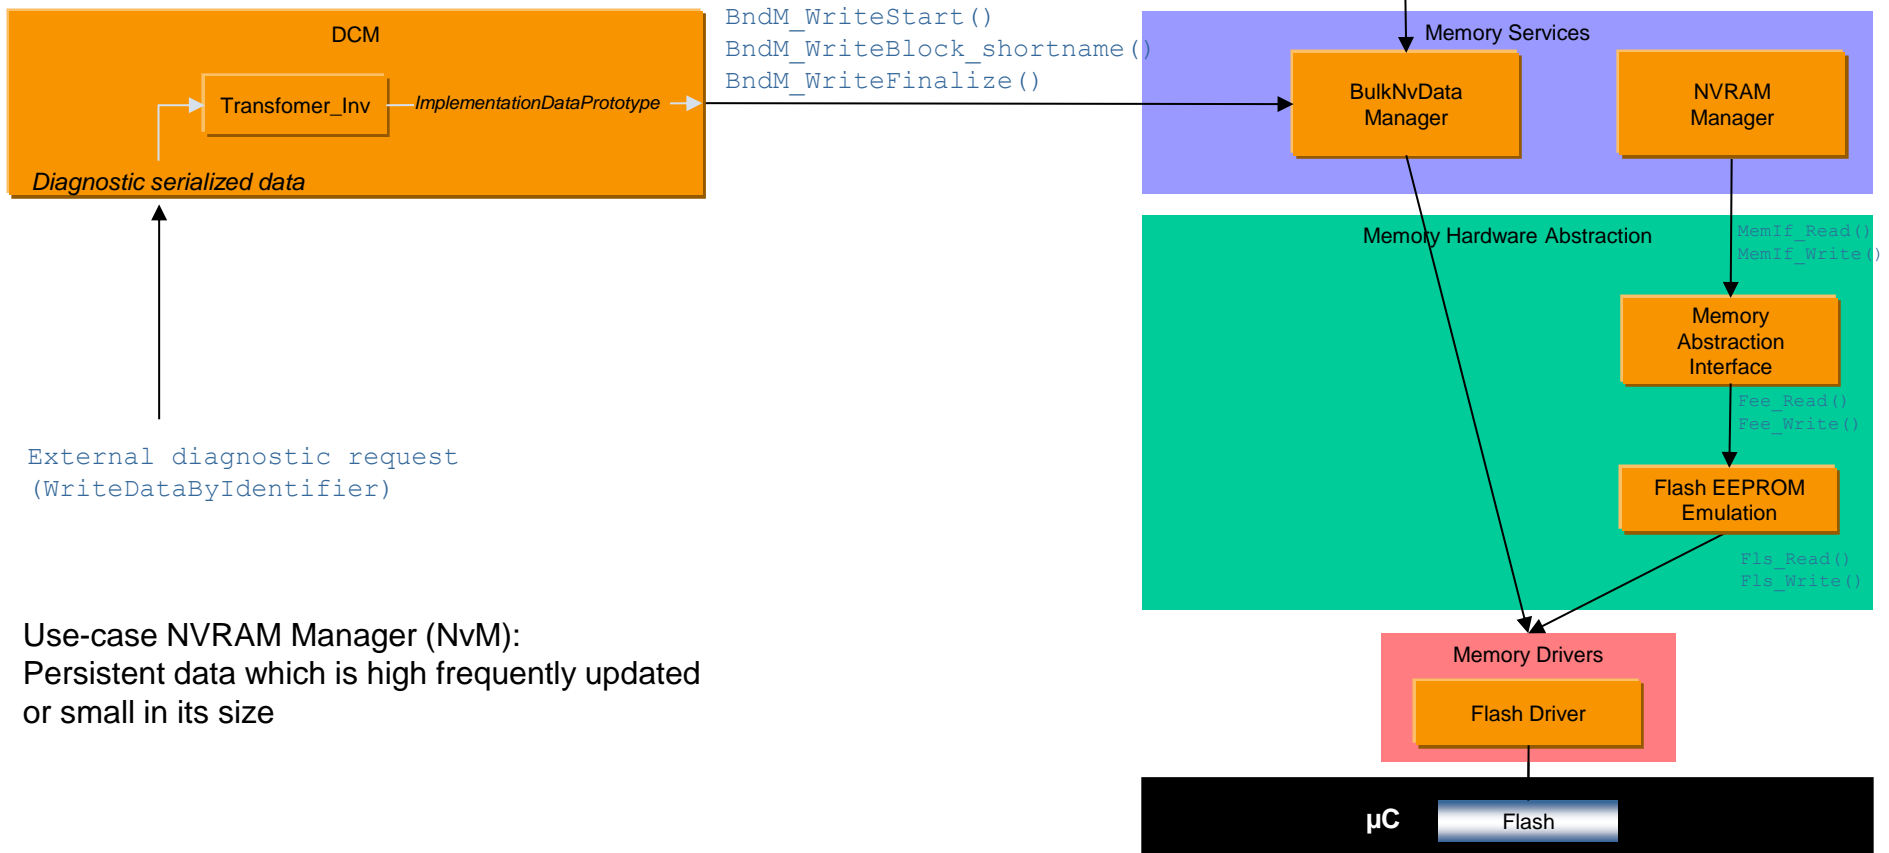 DCM
Transfomer_Inv
ImplementationDataPrototype
Diagnostic serialized data
External diagnostic request
(WriteDataByIdentifier)
BndM_WriteStart()
BndM_WriteBlock_shortname()
BndM_WriteFinalize()
Memory Services
BulkNvData
Manager
NVRAM
Manager
Memory Hardware Abstraction
MemIf_Read()
MemIf_Write()
Memory
Abstraction
Interface
Fee_Read()
Fee_Write()
Flash EEPROM
Emulation
Fls_Read()
Fls_Write()
Use-case NVRAM Manager (NvM):
Persistent data which is high frequently updated
or small in its size
Memory Drivers
Flash Driver
µC
Flash